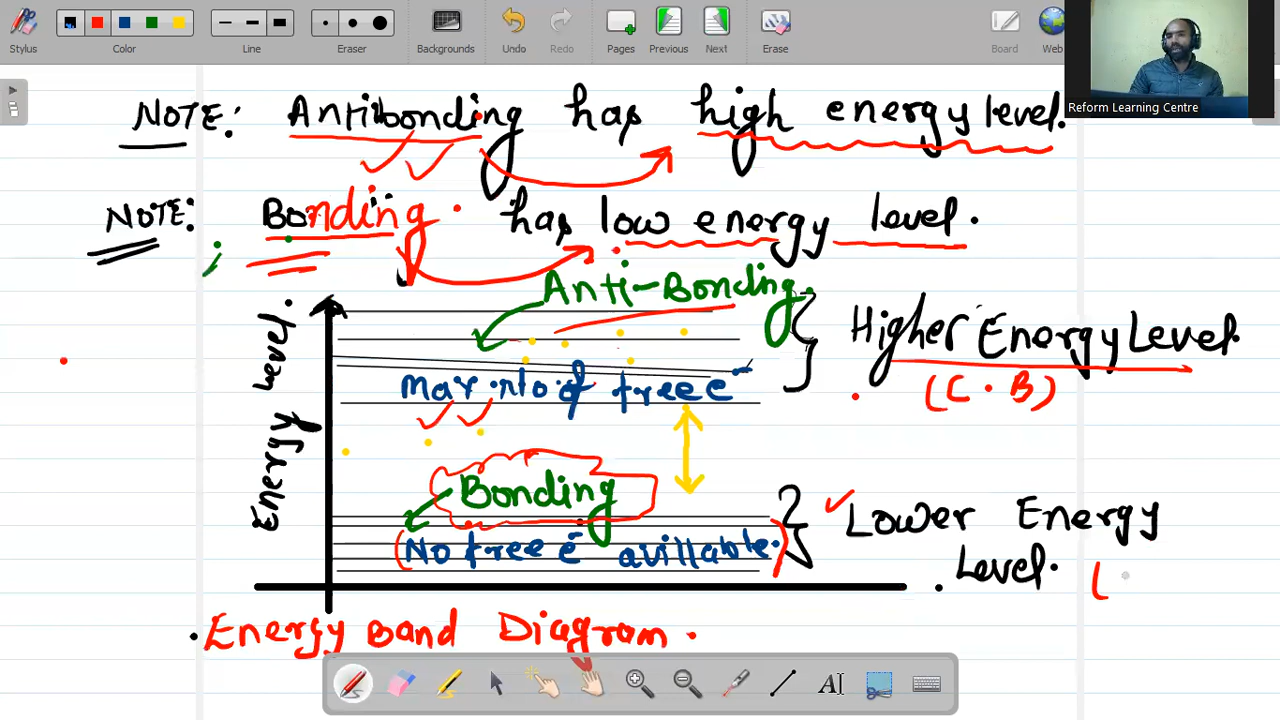 Stylus
Color
Line
Eraser
Backgrounds
Undo
Redo
Pages
Previous
Next
Erase
Board
Web
Reform Learning Centre
NOTE: Antibonding has high energy level.
NOTE: Bonding. has low energy level.
Anti-Bonding.
Higher Energy Level.
(C.B)
Max. no. of free e⁻
Energy Level.
Bonding
(No free e⁻ avillable.)
Lower Energy
Level. (
Energy Band Diagram.